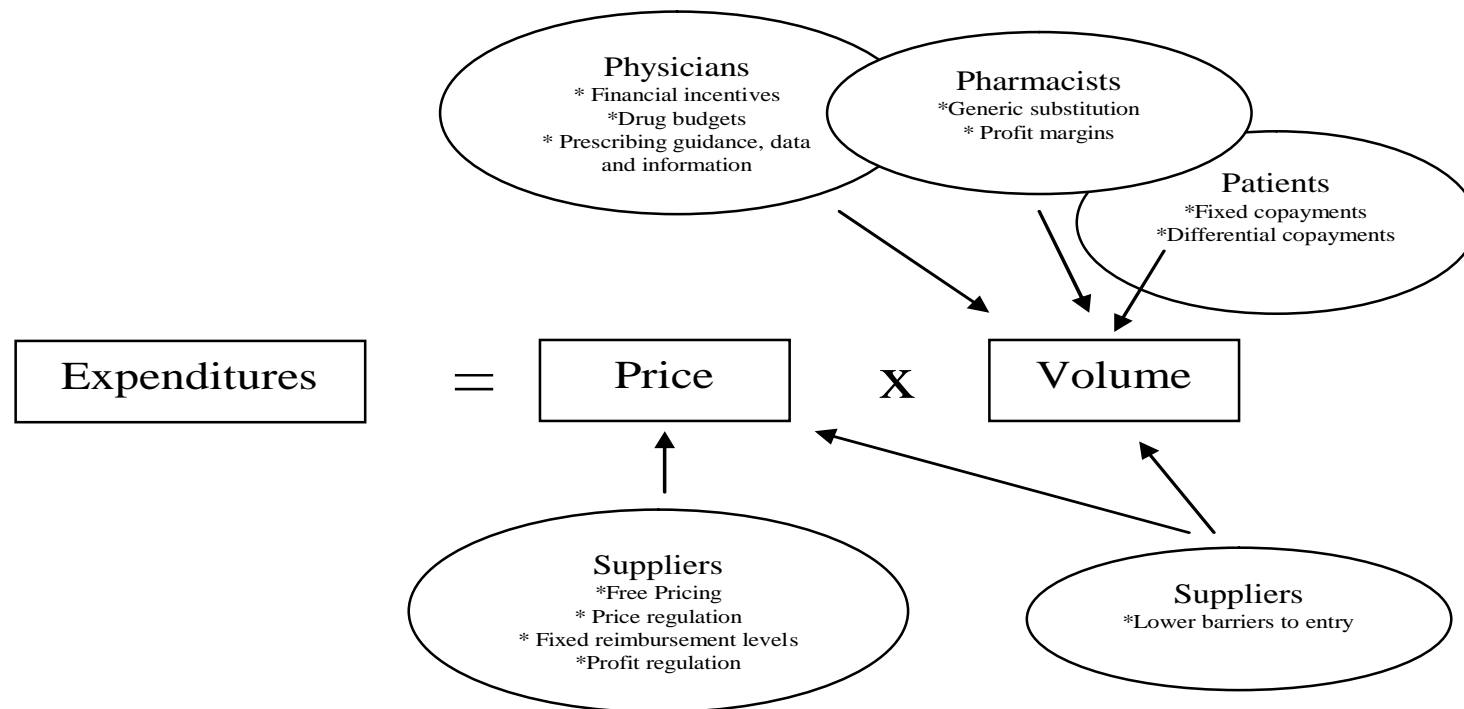 Physicians
* Financial incentives
*Drug budgets
* Prescribing guidance, data
and information
Pharmacists
*Generic substitution
* Profit margins
Patients
*Fixed copayments
*Differential copayments
Expenditures
=
Price
x
Volume
Suppliers
*Free Pricing
* Price regulation
* Fixed reimbursement levels
*Profit regulation
Suppliers
*Lower barriers to entry